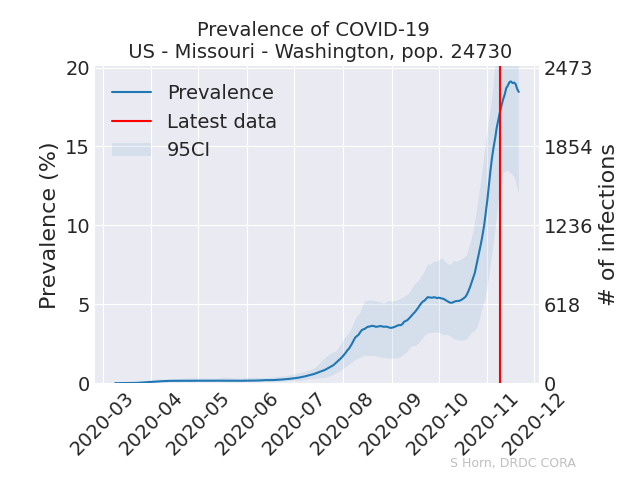 Prevalence of COVID-19
US - Missouri - Washington, pop. 24730
Prevalence (%)
20
15
10
5
0
Prevalence
Latest data
95CI
2473
1854
1236
618
0
# of infections
2020-03
2020-04
2020-05
2020-06
2020-07
2020-08
2020-09
2020-10
2020-11
2020-12
S Horn, DRDC CORA